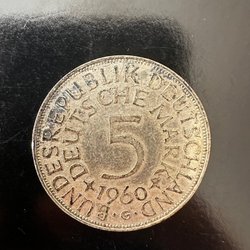 BUNDESREPUBLIK DEUTSCHLAND
DEUTSCHE MARK
5
1960
G